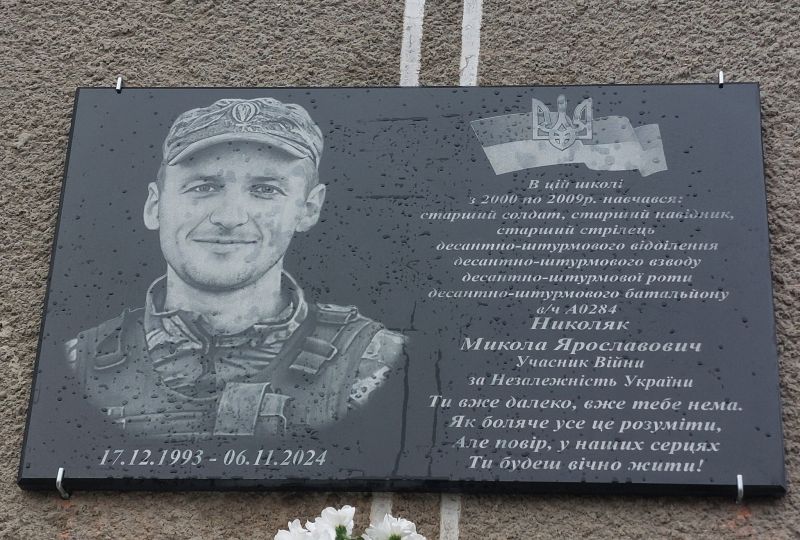 В цій школі
з 2000 по 2009р. навчався:
старший солдат, старший навідник,
старший стрілець
десантно-штурмового відділення
десантно-штурмового взводу
десантно-штурмової роти
десантно-штурмового батальйону
в/ч А0284
Николяк
Микола Ярославович
Учасник Війни
за Незалежність України
Ти вже далеко, вже тебе нема.
Як боляче усе це розуміти,
Але повір, у наших серцях
Ти будеш вічно жити!
17.12.1993 - 06.11.2024